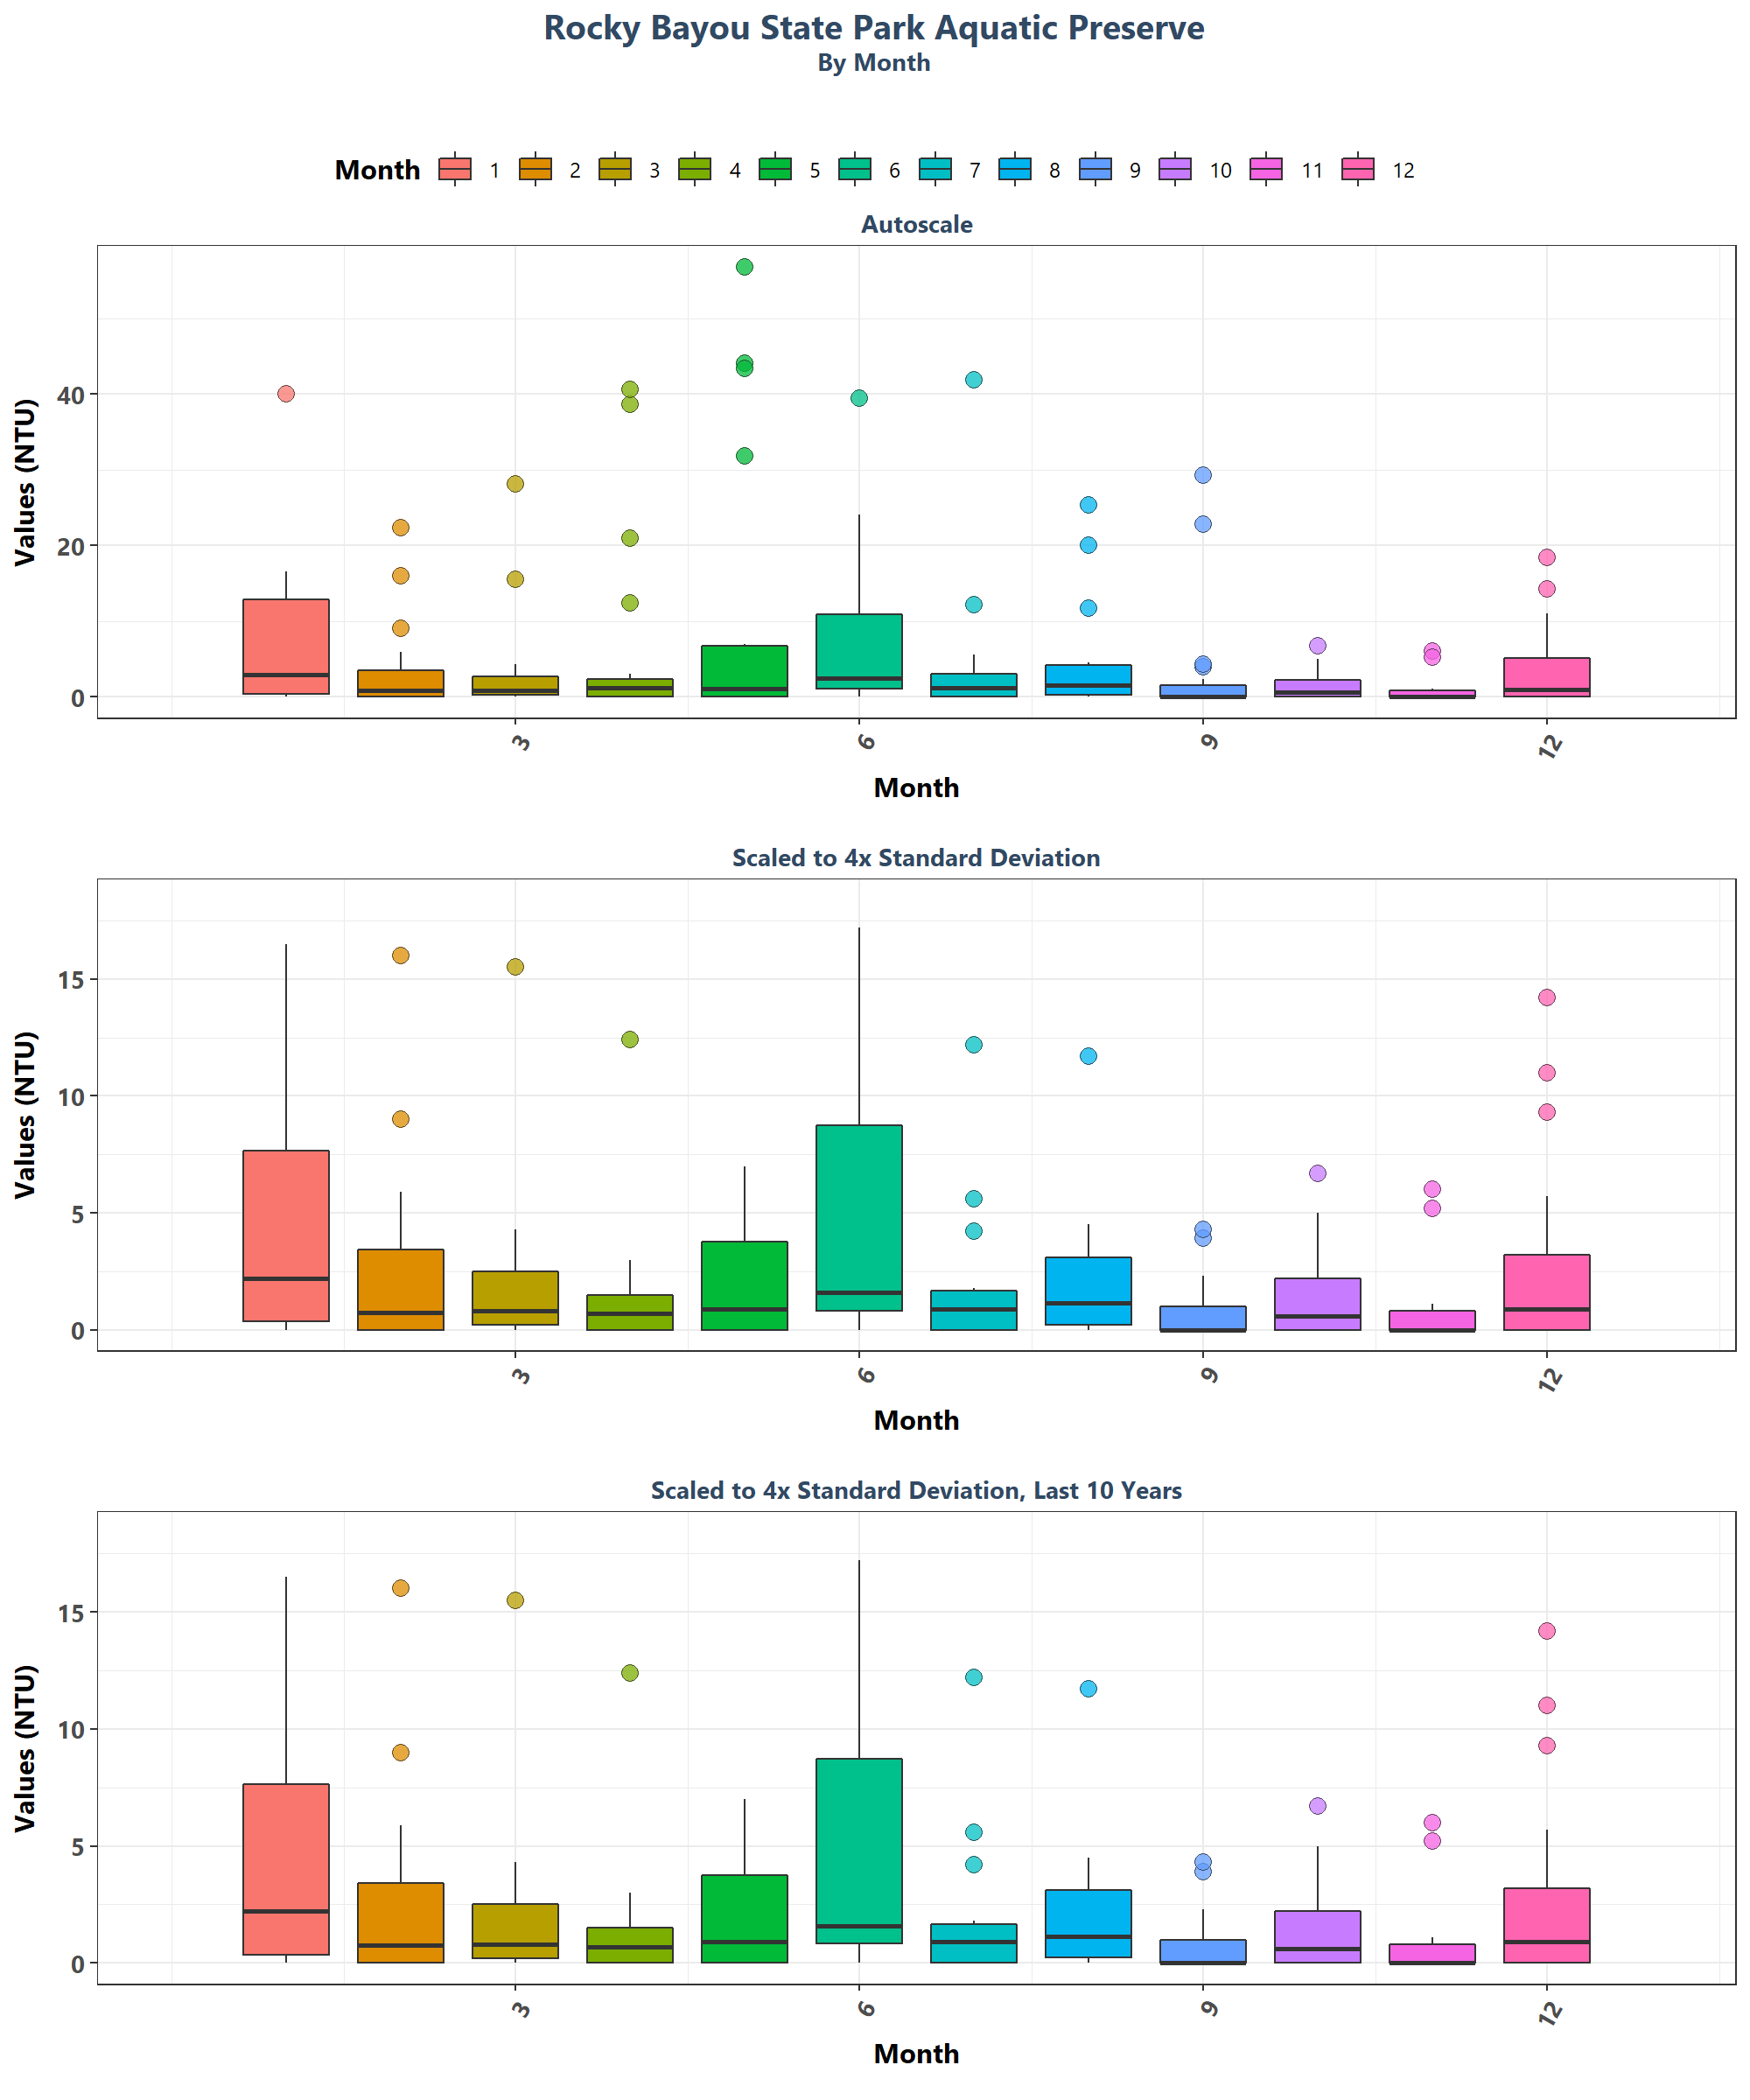 Rocky Bayou State Park Aquatic Preserve
By Month
Month 1 2 3 4 5 6 7 8 9 10 11 12
Autoscale
Values (NTU)
40
20
0
3 6 9 12
Month
Scaled to 4x Standard Deviation
Values (NTU)
15
10
5
0
3 6 9 12
Month
Scaled to 4x Standard Deviation, Last 10 Years
Values (NTU)
15
10
5
0
3 6 9 12
Month